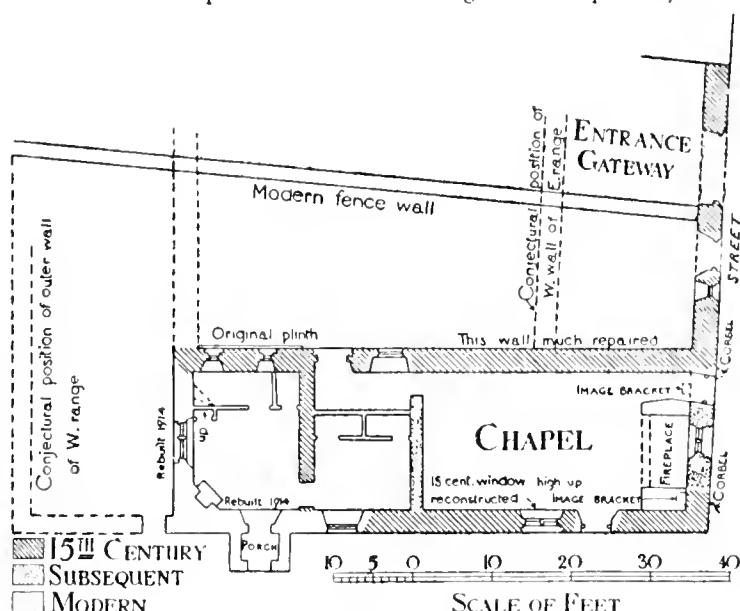 ENTRANCE
GATEWAY
Conjectural position of
W. wall of E. range
Modern fence wall
STREET
Conjectural position of outer wall
of W. range
Original plinth
This wall much repaired
CORBEL
IMAGE BRACKET
Rebuilt 1914
up
CHAPEL
FIREPLACE
15 cent. window high up
reconstructed
IMAGE BRACKET
CORBEL
Rebuilt 1914
PORCH
15TH CENTURY
SUBSEQUENT
MODERN
10 5 0 10 20 30 40
SCALE OF FEET